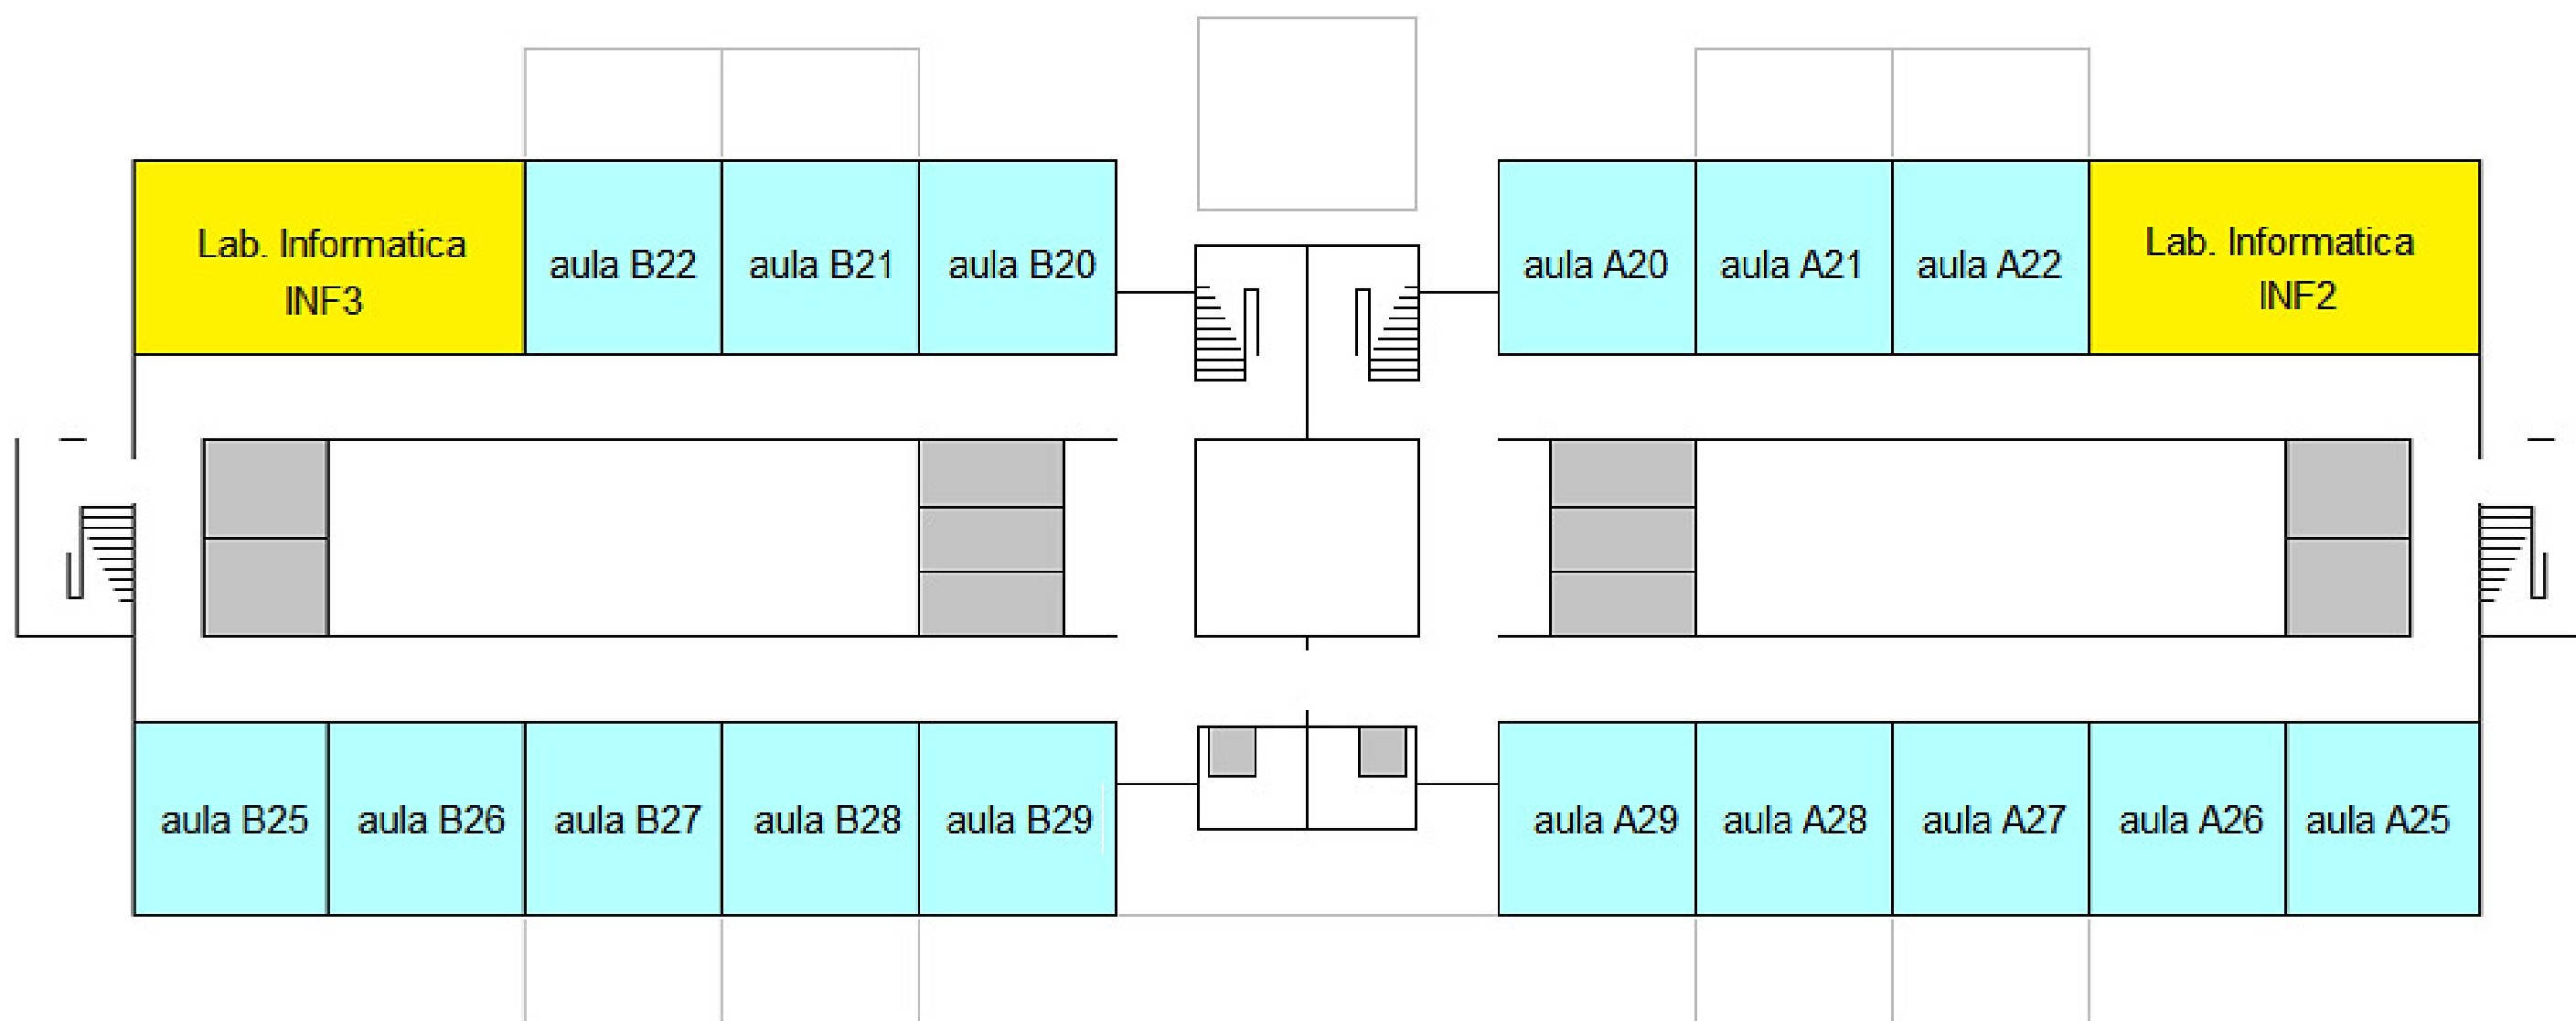 Lab. Informatica
INF3
aula B22
aula B21
aula B20
aula A20
aula A21
aula A22
Lab. Informatica
INF2
aula B25
aula B26
aula B27
aula B28
aula B29
aula A29
aula A28
aula A27
aula A26
aula A25